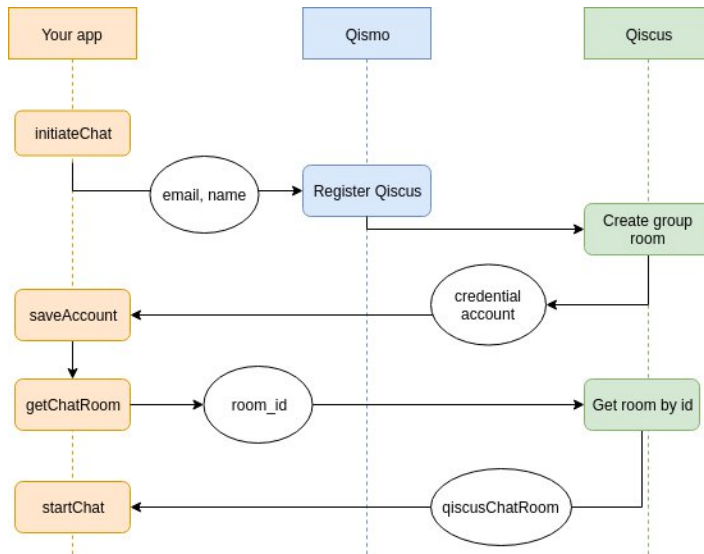 Your app
Qismo
Qiscus
initiateChat
email, name
Register Qiscus
Create group
room
credential
account
saveAccount
getChatRoom
room_id
Get room by id
startChat
qiscusChatRoom